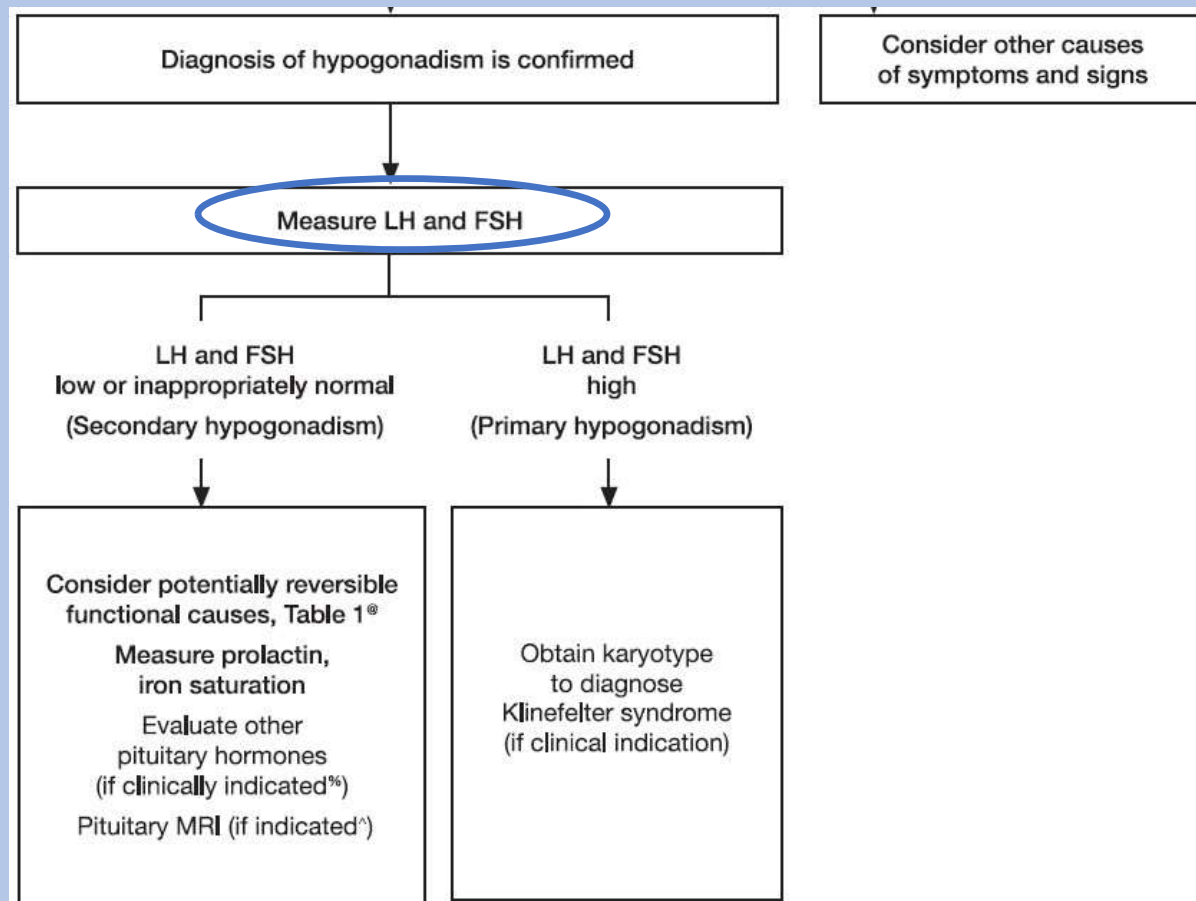 Diagnosis of hypogonadism is confirmed
Consider other causes
of symptoms and signs
Measure LH and FSH
LH and FSH
low or inappropriately normal
(Secondary hypogonadism)
LH and FSH
high
(Primary hypogonadism)
Consider potentially reversible
functional causes, Table 1@
Measure prolactin,
iron saturation
Evaluate other
pituitary hormones
(if clinically indicated%)
Pituitary MRI (if indicated^)
Obtain karyotype
to diagnose
Klinefelter syndrome
(if clinical indication)